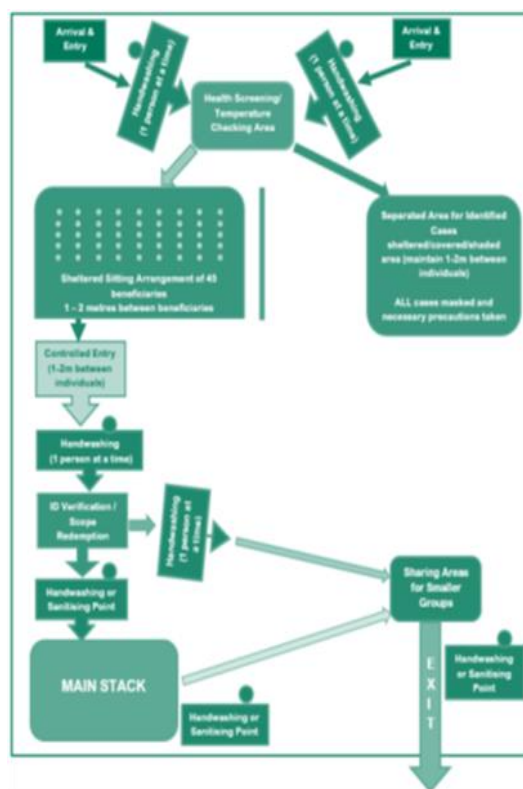 Arrival &
Entry
Arrival &
Entry
Handwashing
(1 person at a time)
Handwashing
(1 person at a time)
Health Screening/
Temperature
Checking Area
Sheltered Sitting Arrangement of 45
beneficiaries
1 – 2 metres between beneficiaries
Separated Area for Identified
Cases
sheltered/covered/shaded
area (maintain 1-2m between
individuals)
ALL cases masked and
necessary precautions taken
Controlled Entry
(1-2m between
individuals)
Handwashing
(1 person at a time)
ID Verification /
Scope
Redemption
Handwashing
(1 person at
a time)
Handwashing or
Sanitising Point
Sharing Areas
for Smaller
Groups
MAIN STACK
Handwashing or
Sanitising Point
EXIT
Handwashing
or Sanitising
Point